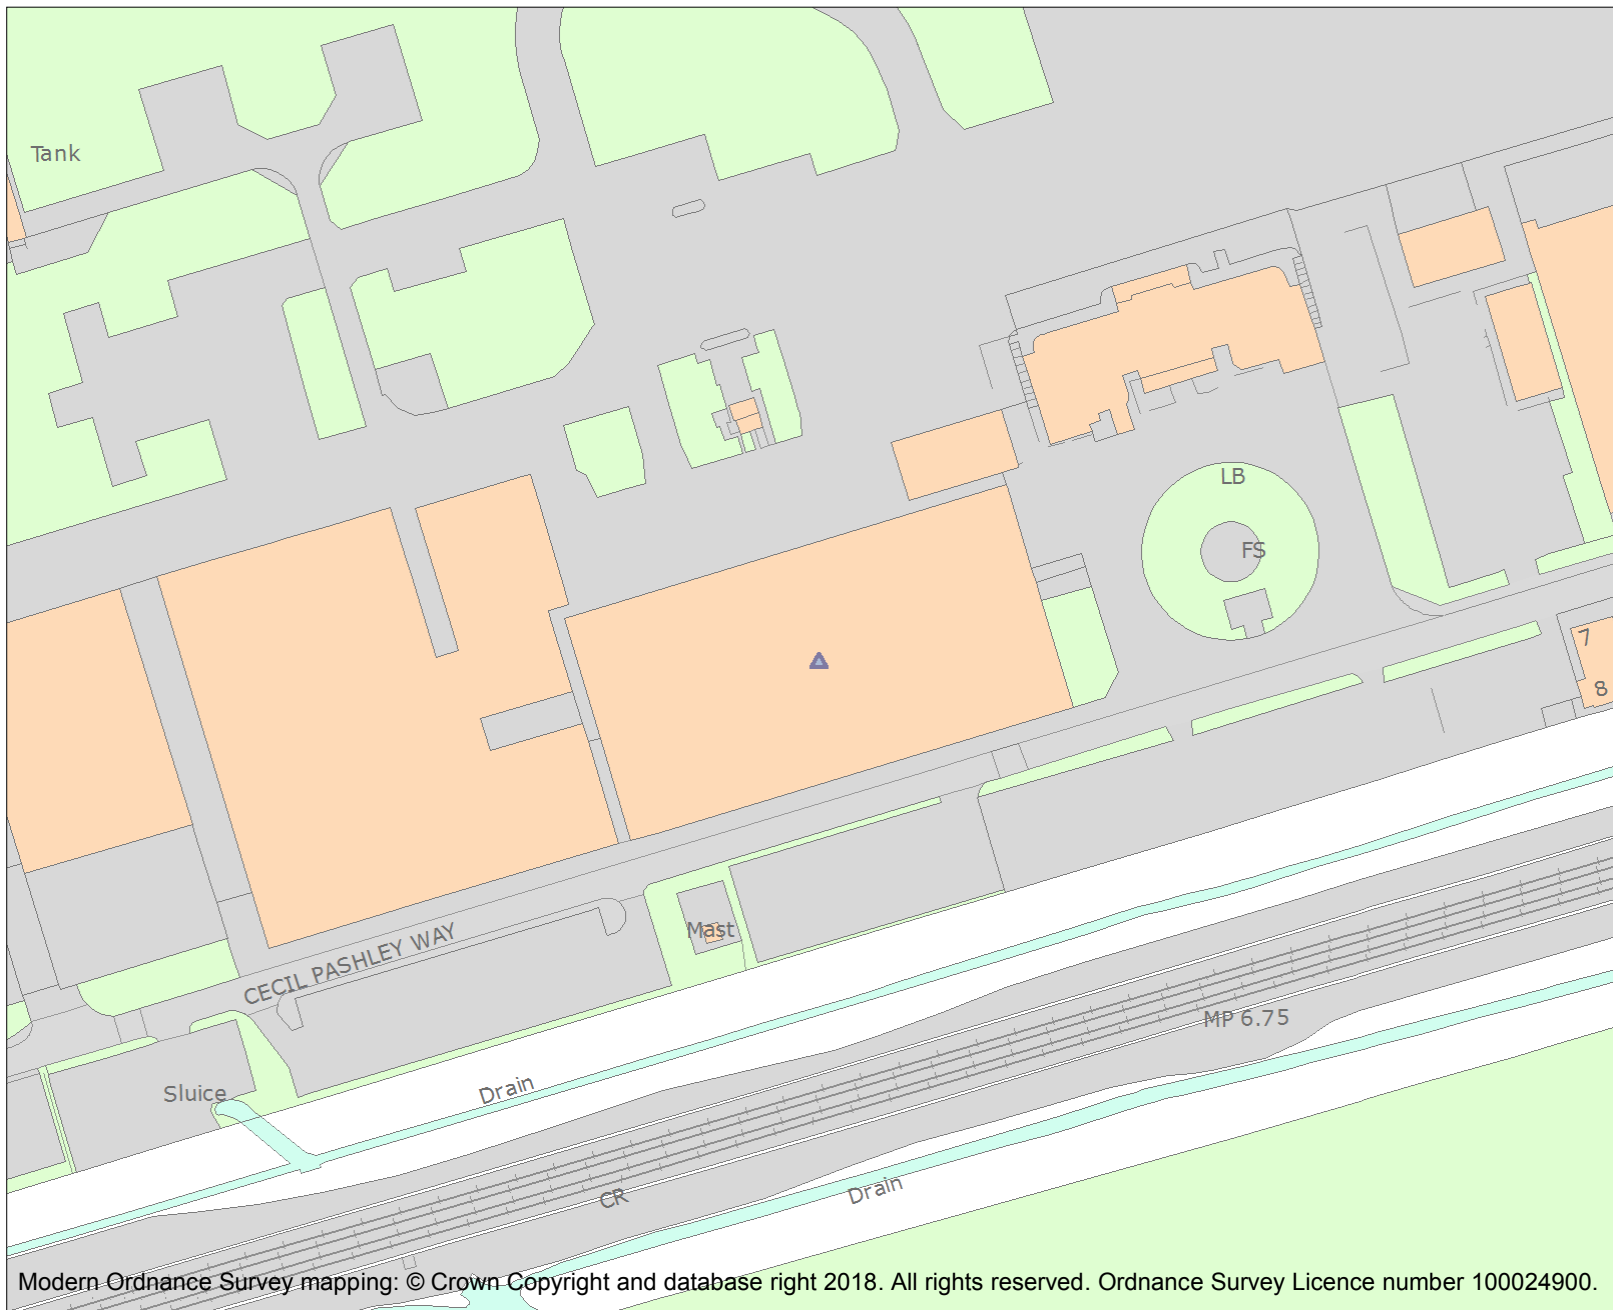 Tank
LB
FS
7
8
Mast
CECIL PASHLEY WAY
MP 6.75
Drain
Sluice
Drain
CR
Modern Ordnance Survey mapping: © Crown Copyright and database right 2018. All rights reserved. Ordnance Survey Licence number 100024900.